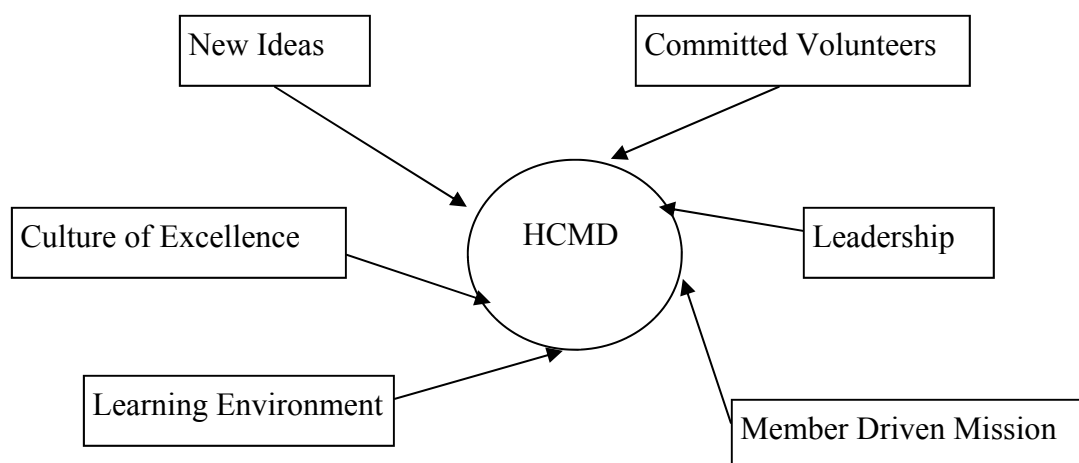 New Ideas
Committed Volunteers
HCMD
Culture of Excellence
Leadership
Learning Environment
Member Driven Mission